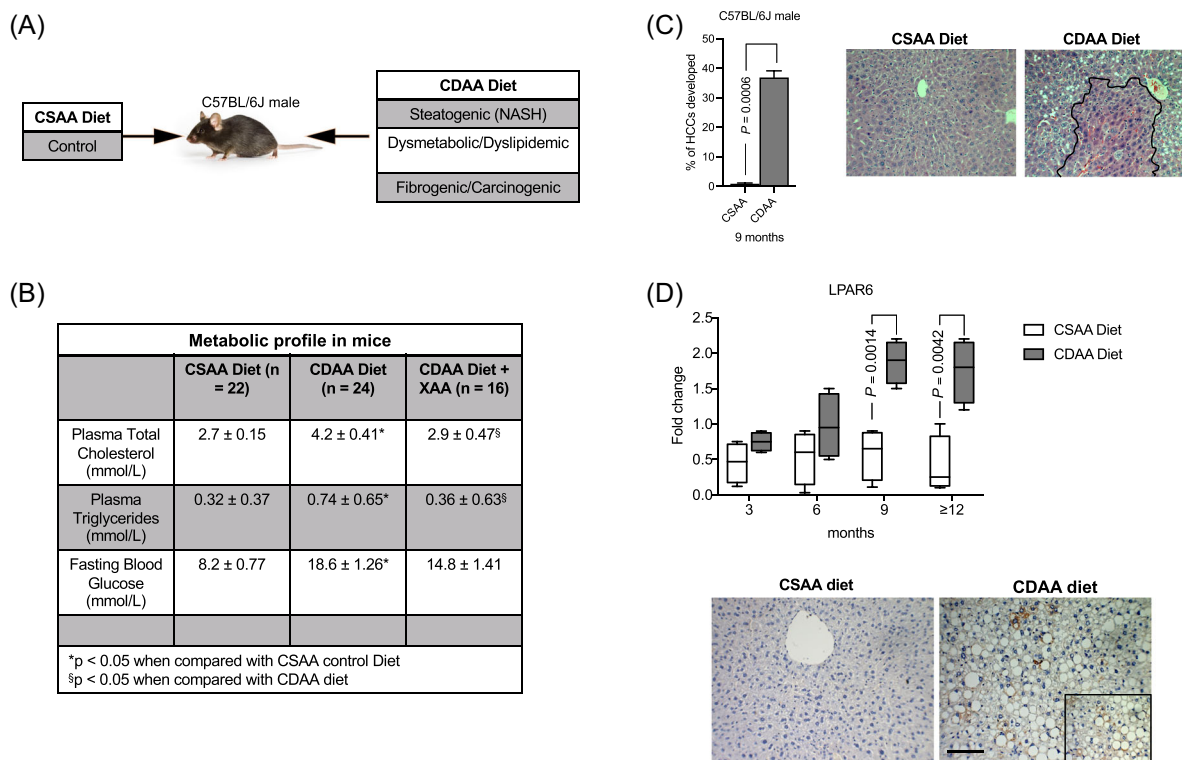 (A)
CSAA Diet
Control
C57BL/6J male
CDAA Diet
Steatogenic (NASH)
Dysmetabolic/Dyslipidemic
Fibrogenic/Carcinogenic
(B)
Metabolic profile in mice
CSAA Diet (n
= 22)
CDAA Diet
(n = 24)
CDAA Diet +
XAA (n = 16)
Plasma Total
Cholesterol
(mmol/L)
2.7 ± 0.15
4.2 ± 0.41*
2.9 ± 0.47§
Plasma
Triglycerides
(mmol/L)
0.32 ± 0.37
0.74 ± 0.65*
0.36 ± 0.63§
Fasting Blood
Glucose
(mmol/L)
8.2 ± 0.77
18.6 ± 1.26*
14.8 ± 1.41
*p < 0.05 when compared with CSAA control Diet
§p < 0.05 when compared with CDAA diet
(C)
C57BL/6J male
% of HCCs developed
50
40
30
20
10
0
P = 0.0006
CSAA
CDAA
9 months
CSAA Diet
CDAA Diet
(D)
LPAR6
Fold change
2.5
2.0
1.5
1.0
0.5
0.0
P = 0.0014
P = 0.0042
3
6
9
≥12
months
CSAA Diet
CDAA Diet
CSAA diet
CDAA diet